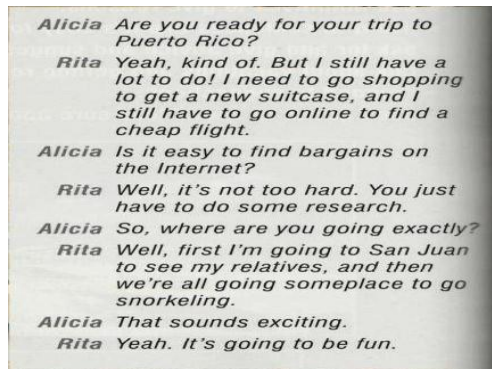 Alicia Are you ready for your trip to
Puerto Rico?
Rita Yeah, kind of. But I still have a
lot to do! I need to go shopping
to get a new suitcase, and I
still have to go online to find a
cheap flight.
Alicia Is it easy to find bargains on
the Internet?
Rita Well, it's not too hard. You just
have to do some research.
Alicia So, where are you going exactly?
Rita Well, first I'm going to San Juan
to see my relatives, and then
we're all going someplace to go
snorkeling.
Alicia That sounds exciting.
Rita Yeah. It's going to be fun.